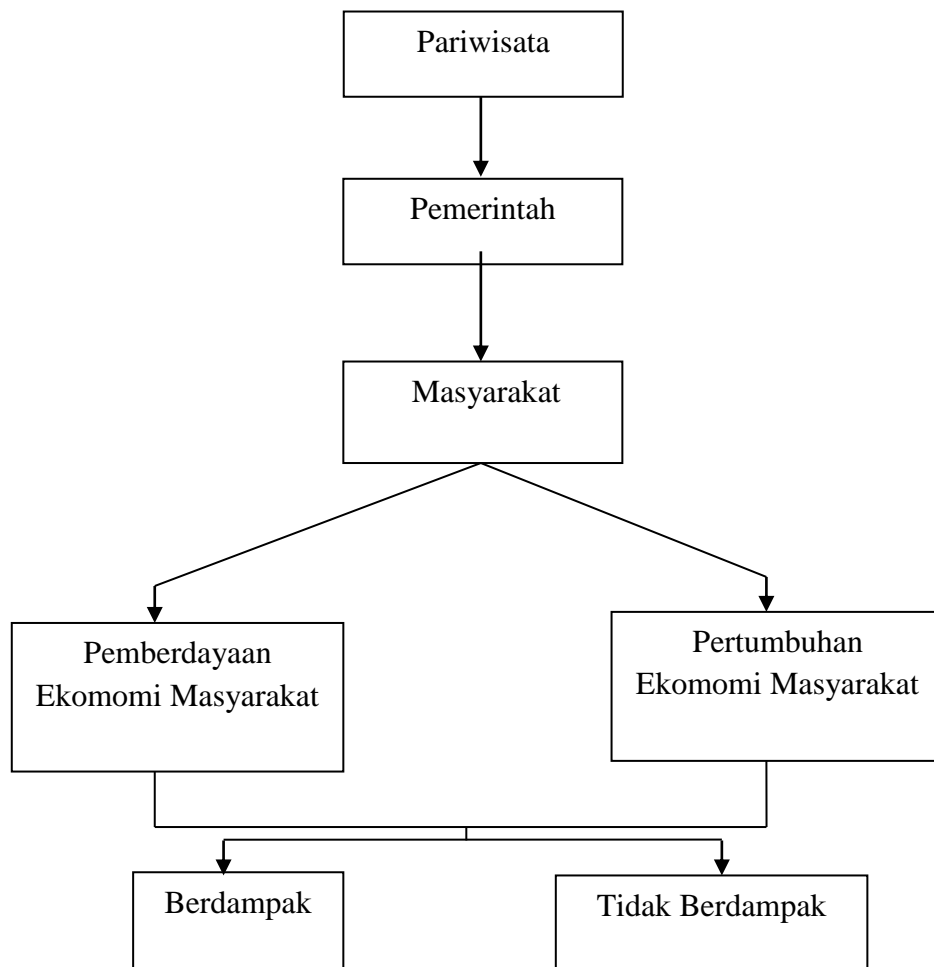 Pariwisata
Pemerintah
Masyarakat
Pemberdayaan
Ekomomi Masyarakat
Pertumbuhan
Ekomomi Masyarakat
Berdampak
Tidak Berdampak